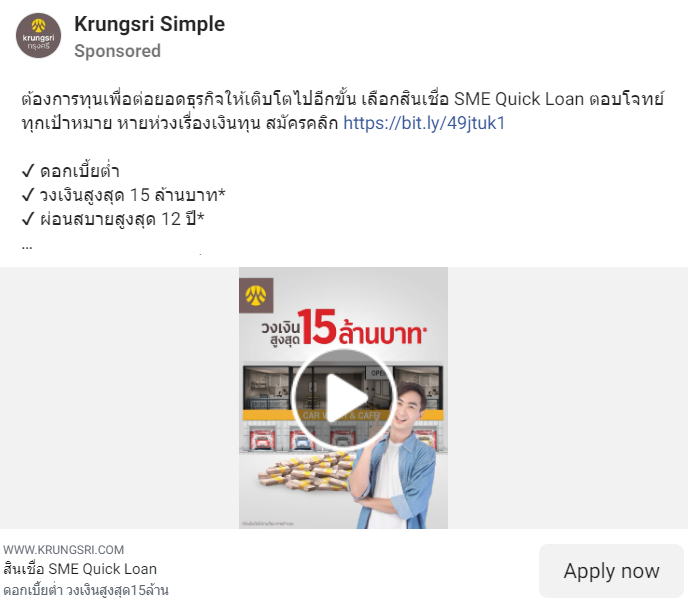 krungsri
กรุงศรี
Krungsri Simple
Sponsored
ต้องการทุนเพื่อต่อยอดธุรกิจให้เติบโตไปอีกขั้น เลือกสินเชื่อ SME Quick Loan ตอบโจทย์
ทุกเป้าหมาย หายห่วงเรื่องเงินทุน สมัครคลิก https://bit.ly/49jtuk1
✓ ดอกเบี้ยต่ำ
✓ วงเงินสูงสุด 15 ล้านบาท*
✓ ผ่อนสบายสูงสุด 12 ปี*
...
วงเงิน
สูงสุด 15 ล้านบาท*
OPEN
CAR WASH & CAFE
WWW.KRUNGSRI.COM
สินเชื่อ SME Quick Loan
ดอกเบี้ยต่ำ วงเงินสูงสุด15ล้าน
Apply now